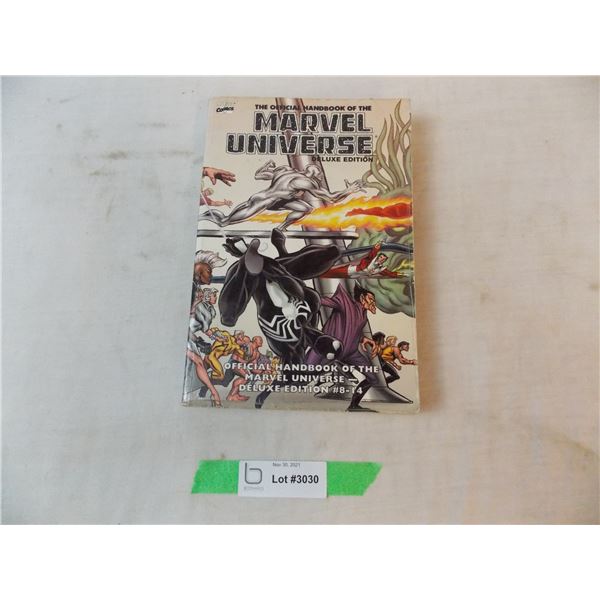 Comics
THE OFFICIAL HANDBOOK OF THE
MARVEL
UNIVERSE
DELUXE EDITION
OFFICIAL HANDBOOK OF THE
MARVEL UNIVERSE
DELUXE EDITION #8-14
Nov 30, 2021
b Lot #3030